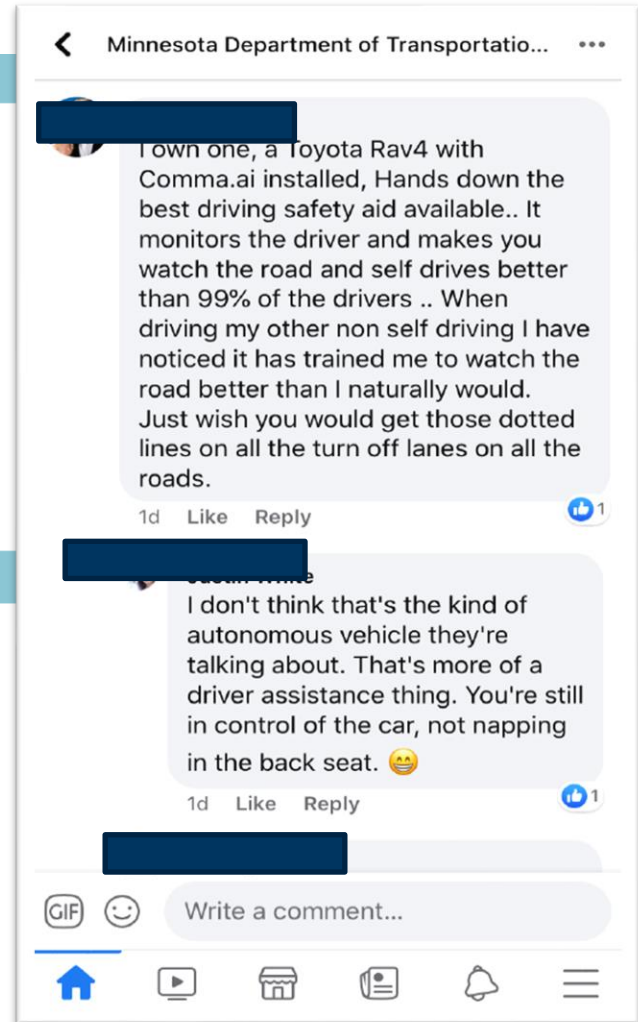 Minnesota Department of Transportatio...
I own one, a Toyota Rav4 with
Comma.ai installed, Hands down the
best driving safety aid available.. It
monitors the driver and makes you
watch the road and self drives better
than 99% of the drivers .. When
driving my other non self driving I have
noticed it has trained me to watch the
road better than I naturally would.
Just wish you would get those dotted
lines on all the turn off lanes on all the
roads.
1d Like Reply 1
I don't think that's the kind of
autonomous vehicle they're
talking about. That's more of a
driver assistance thing. You're still
in control of the car, not napping
in the back seat. 😁
1d Like Reply 1
GIF Write a comment...